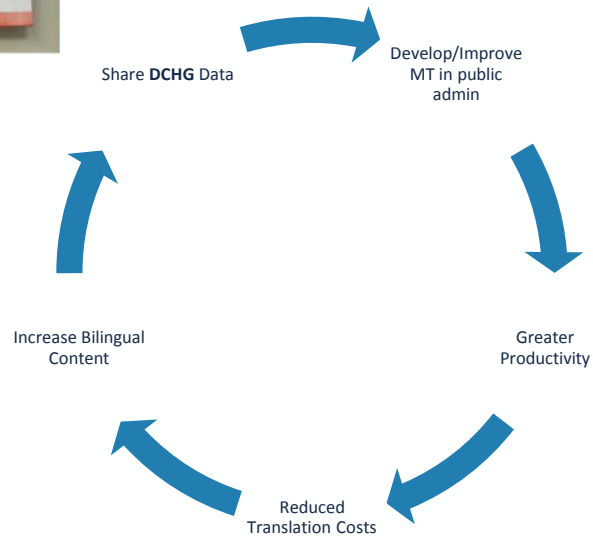 Share DCHG Data
Develop/Improve
MT in public
admin
Greater
Productivity
Reduced
Translation Costs
Increase Bilingual
Content